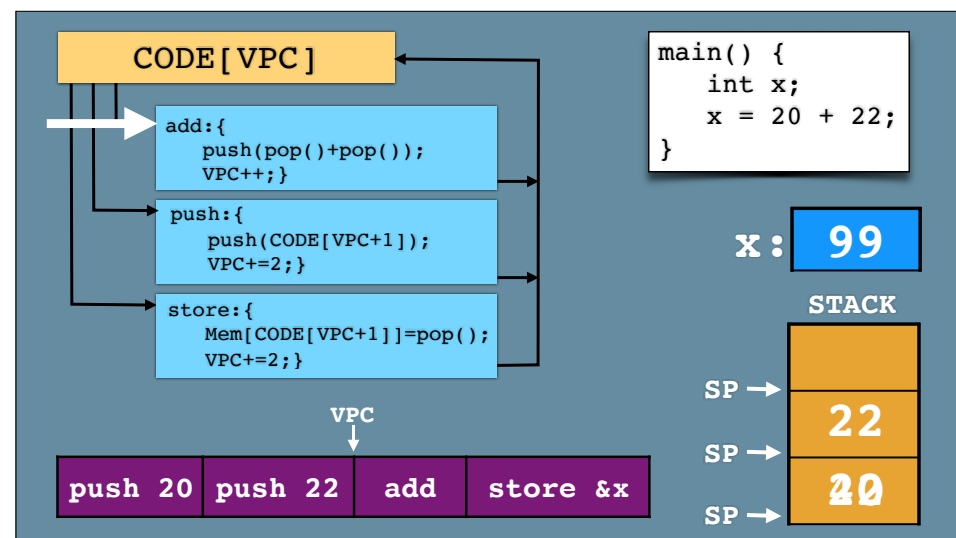 CODE[VPC]
add:{
push(pop()+pop());
VPC++;}
push:{
push(CODE[VPC+1]);
VPC+=2;}
store:{
Mem[CODE[VPC+1]]=pop();
VPC+=2;}
main() {
int x;
x = 20 + 22;
}
x: 99
STACK
SP
22
SP
SP
VPC
push 20 push 22 add store &x